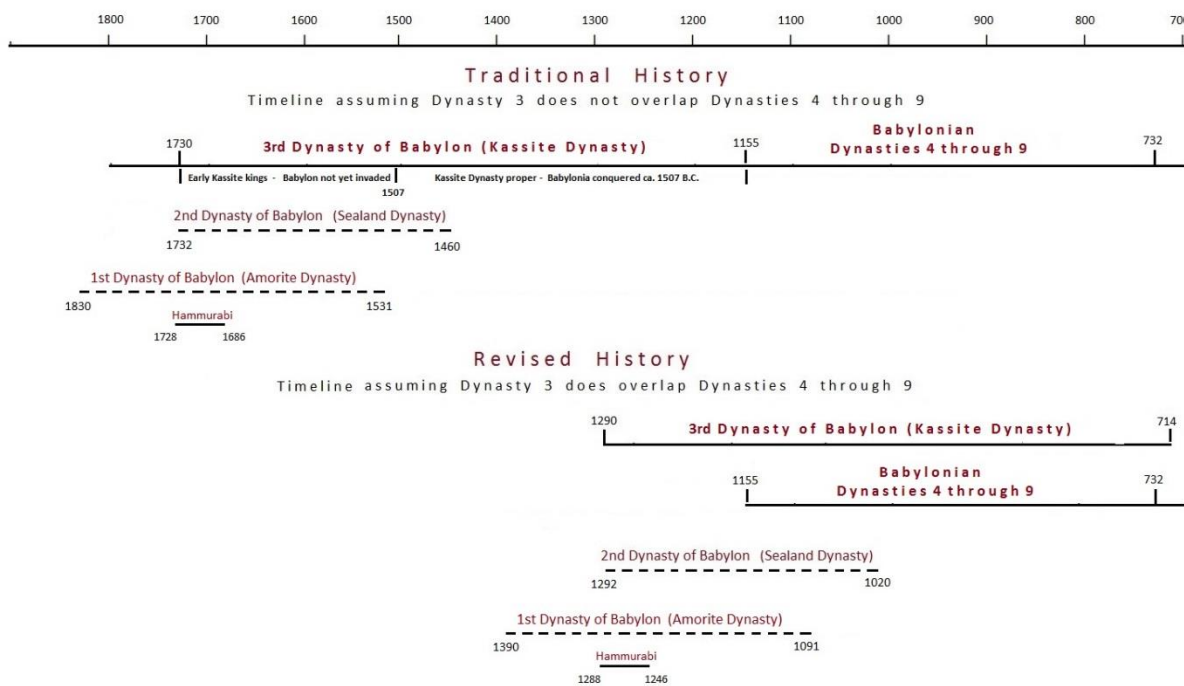 1800 1700 1600 1500 1400 1300 1200 1100 1000 900 800 700
Traditional History
Timeline assuming Dynasty 3 does not overlap Dynasties 4 through 9
1730 3rd Dynasty of Babylon (Kassite Dynasty) 1155 Babylonian 732
Dynasties 4 through 9
Early Kassite kings - Babylon not yet invaded Kassite Dynasty proper - Babylonia conquered ca. 1507 B.C.
1507
2nd Dynasty of Babylon (Sealand Dynasty)
1732 1460
1st Dynasty of Babylon (Amorite Dynasty)
1830 1531
Hammurabi
1728 1686
Revised History
Timeline assuming Dynasty 3 does overlap Dynasties 4 through 9
1290 3rd Dynasty of Babylon (Kassite Dynasty) 714
Babylonian
1155 Dynasties 4 through 9 732
2nd Dynasty of Babylon (Sealand Dynasty)
1292 1020
1st Dynasty of Babylon (Amorite Dynasty)
1390 1091
Hammurabi
1288 1246